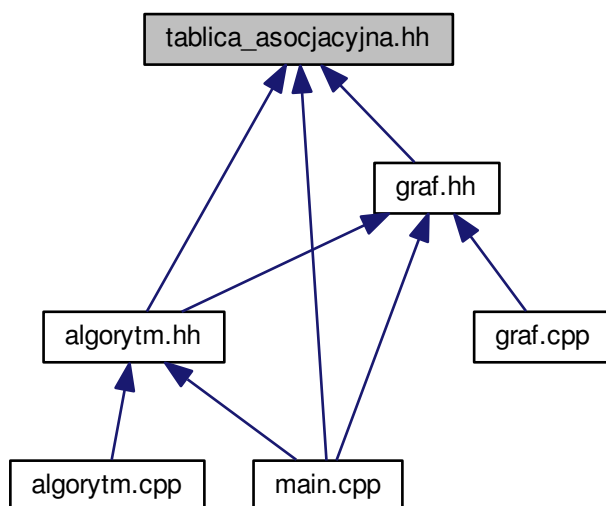 tablica_asocjacyjna.hh
graf.hh
algorytm.hh
graf.cpp
algorytm.cpp
main.cpp